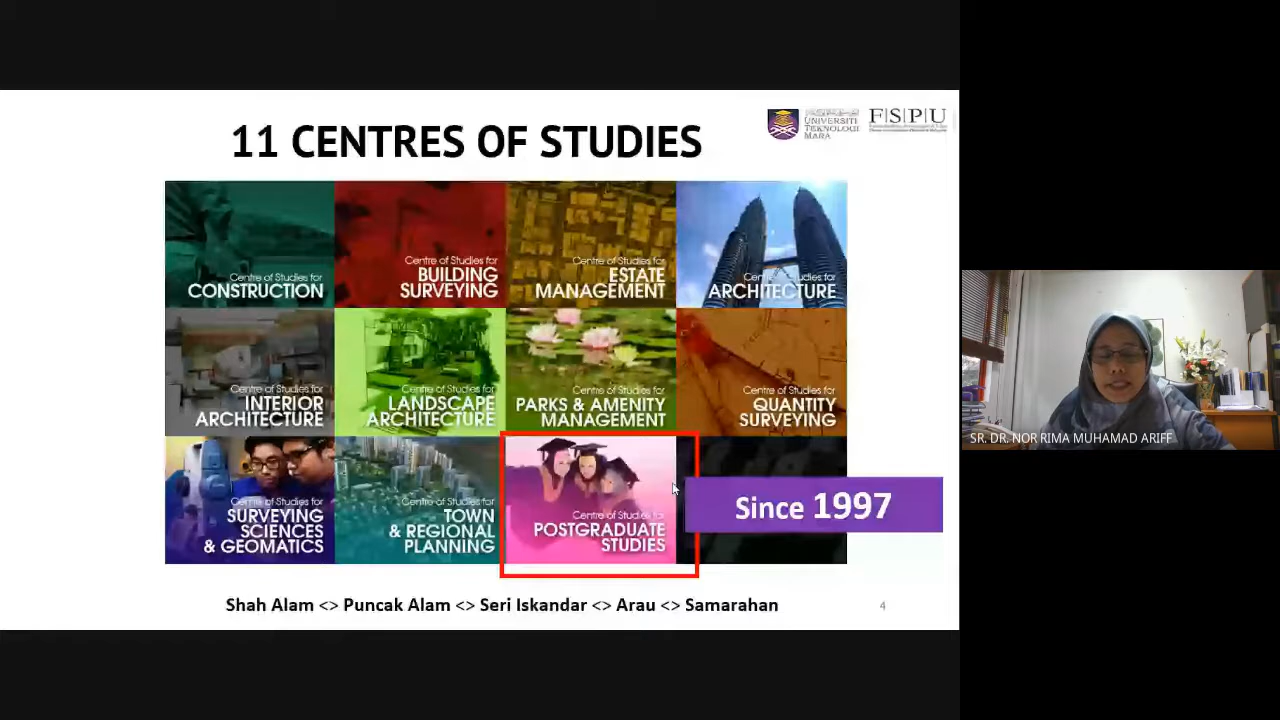 11 CENTRES OF STUDIES
UNIVERSITI
TEKNOLOGI
MARA
F|S|P|U
Centre of Studies for
CONSTRUCTION
Centre of Studies for
BUILDING
SURVEYING
Centre of Studies for
ESTATE
MANAGEMENT
Centre of Studies for
ARCHITECTURE
Centre of Studies for
INTERIOR
ARCHITECTURE
Centre of Studies for
LANDSCAPE
ARCHITECTURE
Centre of Studies for
PARKS & AMENITY
MANAGEMENT
Centre of Studies for
QUANTITY
SURVEYING
Centre of Studies for
SURVEYING
SCIENCES
& GEOMATICS
Centre of Studies for
TOWN
& REGIONAL
PLANNING
Centre of Studies for
POSTGRADUATE
STUDIES
Since 1997
Shah Alam <> Puncak Alam <> Seri Iskandar <> Arau <> Samarahan
4
SR. DR. NOR RIMA MUHAMAD ARIFF